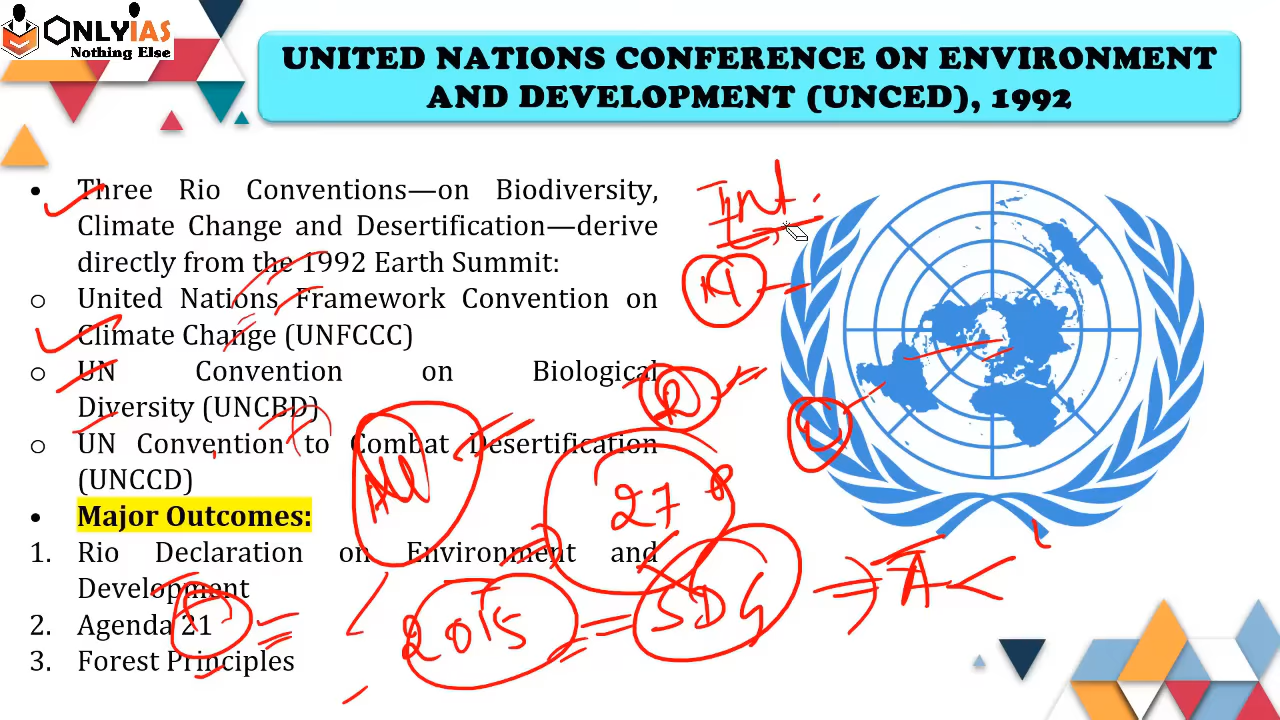 ONLYIAS
Nothing Else
UNITED NATIONS CONFERENCE ON ENVIRONMENT
AND DEVELOPMENT (UNCED), 1992
• Three Rio Conventions—on Biodiversity,
Climate Change and Desertification—derive
directly from the 1992 Earth Summit:
o United Nations Framework Convention on
Climate Change (UNFCCC)
o UN Convention on Biological
Diversity (UNCBD)
o UN Convention to Combat Desertification
(UNCCD)
• Major Outcomes:
1. Rio Declaration on Environment and
Development
2. Agenda 21
3. Forest Principles
Int.
N
R
L
All
27 P
2015
SDG
A